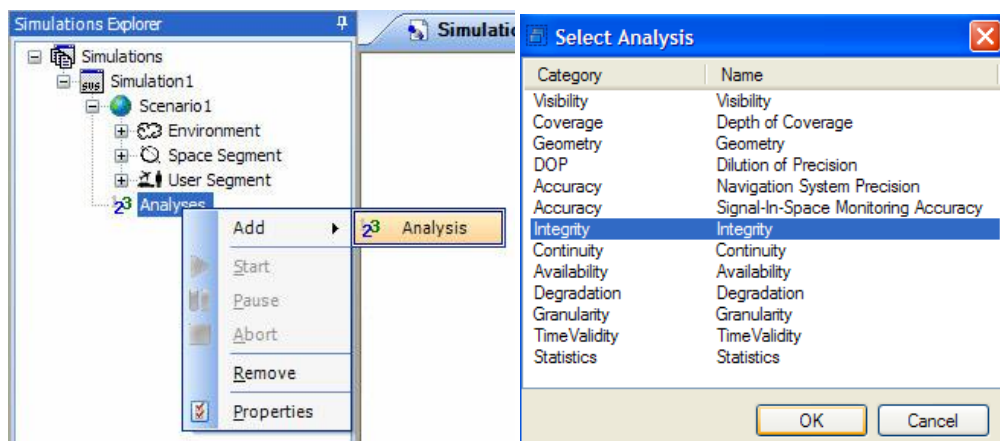 Simulations Explorer
Simulatio
Simulations
sus Simulation1
Scenario1
Environment
Space Segment
User Segment
23 Analyses
Add
23 Analysis
Start
Pause
Abort
Remove
Properties
Select Analysis
Category Name
Visibility Visibility
Coverage Depth of Coverage
Geometry Geometry
DOP Dilution of Precision
Accuracy Navigation System Precision
Accuracy Signal-In-Space Monitoring Accuracy
Integrity Integrity
Continuity Continuity
Availability Availability
Degradation Degradation
Granularity Granularity
TimeValidity TimeValidity
Statistics Statistics
OK Cancel